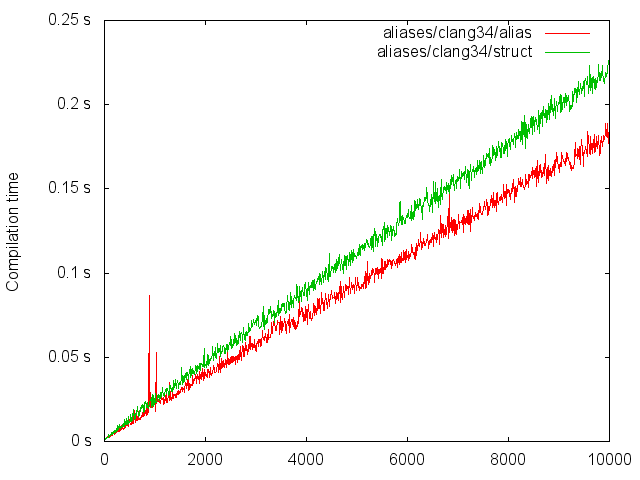 0.25 s
aliases/clang34/alias
aliases/clang34/struct
0.2 s
0.15 s
Compilation time
0.1 s
0.05 s
0 s
0 2000 4000 6000 8000 10000